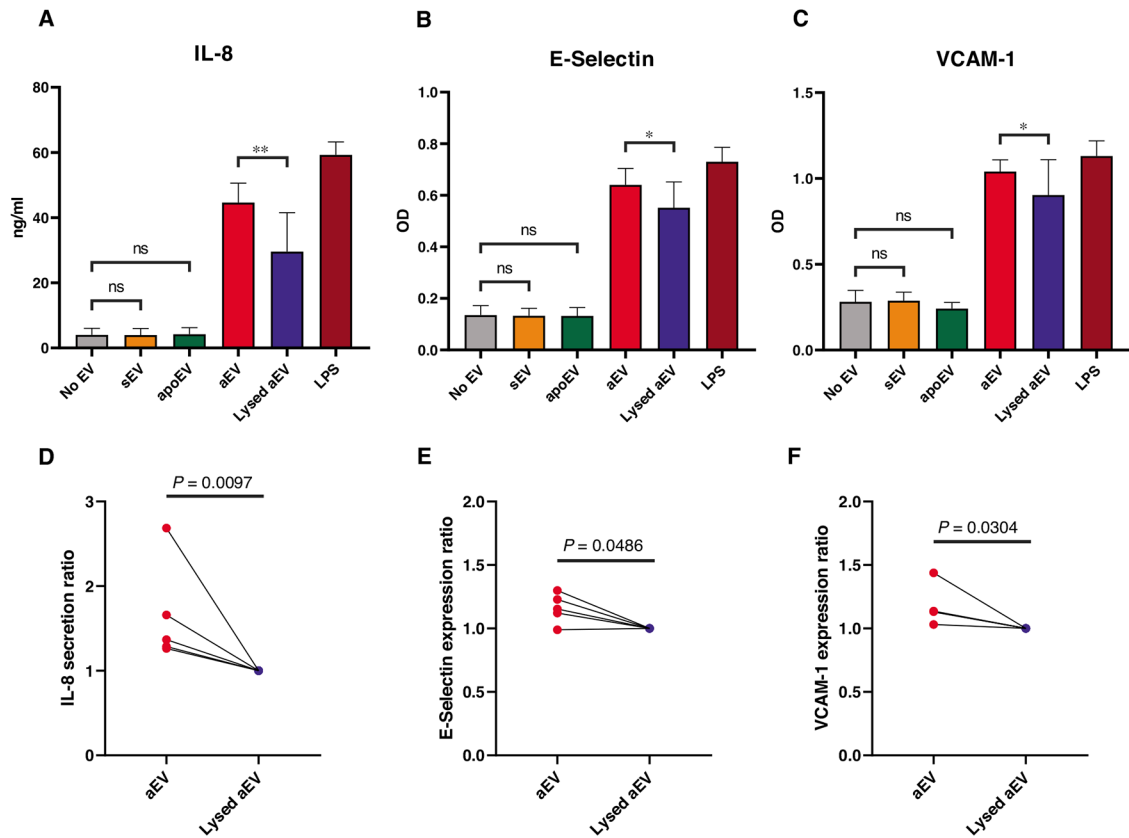 A
IL-8
ng/ml
80
60
40
20
0
ns
ns
**
No EV
sEV
apoEV
aEV
Lysed aEV
LPS
B
E-Selectin
OD
1.0
0.8
0.6
0.4
0.2
0.0
ns
ns
*
No EV
sEV
apoEV
aEV
Lysed aEV
LPS
C
VCAM-1
OD
1.5
1.0
0.5
0.0
ns
ns
*
No EV
sEV
apoEV
aEV
Lysed aEV
LPS
D
P = 0.0097
IL-8 secretion ratio
3
2
1
0
aEV
Lysed aEV
E
P = 0.0486
E-Selectin expression ratio
2.0
1.5
1.0
0.5
0.0
aEV
Lysed aEV
F
P = 0.0304
VCAM-1 expression ratio
2.0
1.5
1.0
0.5
0.0
aEV
Lysed aEV